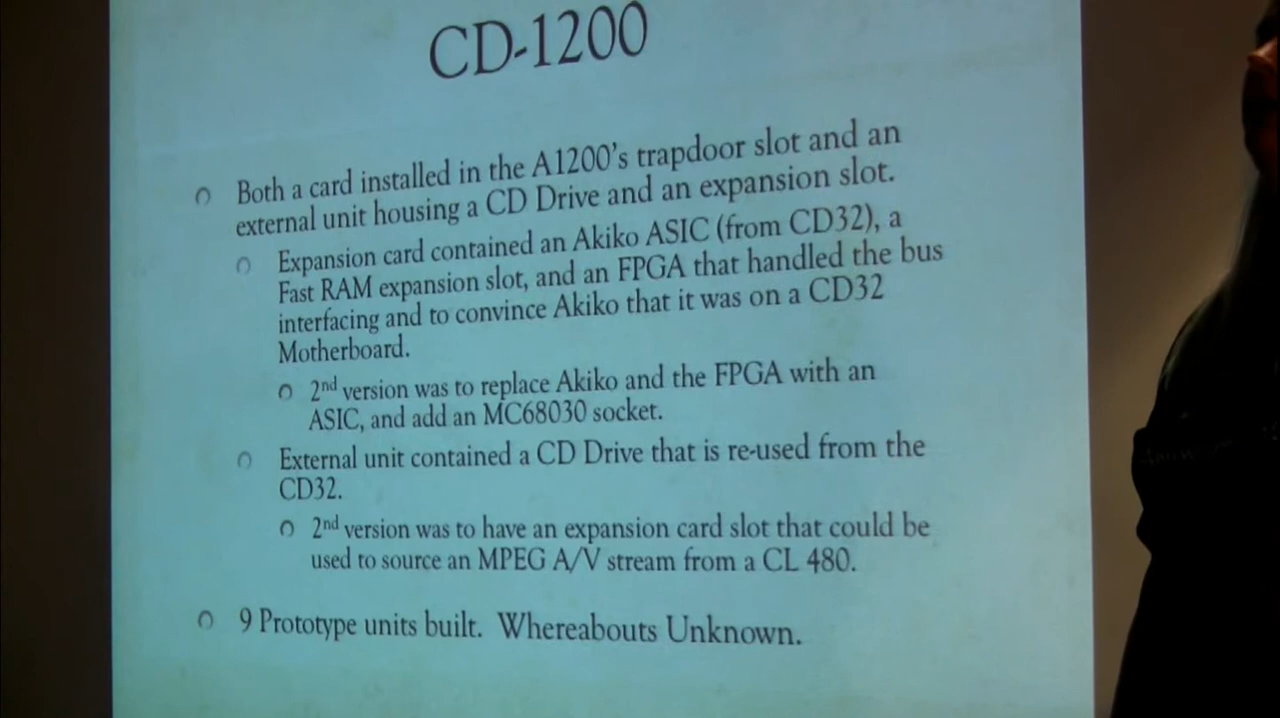 CD-1200
Both a card installed in the A1200's trapdoor slot and an
external unit housing a CD Drive and an expansion slot.
Expansion card contained an Akiko ASIC (from CD32), a
Fast RAM expansion slot, and an FPGA that handled the bus
interfacing and to convince Akiko that it was on a CD32
Motherboard.
2nd version was to replace Akiko and the FPGA with an
ASIC, and add an MC68030 socket.
External unit contained a CD Drive that is re-used from the
CD32.
2nd version was to have an expansion card slot that could be
used to source an MPEG A/V stream from a CL 480.
9 Prototype units built. Whereabouts Unknown.